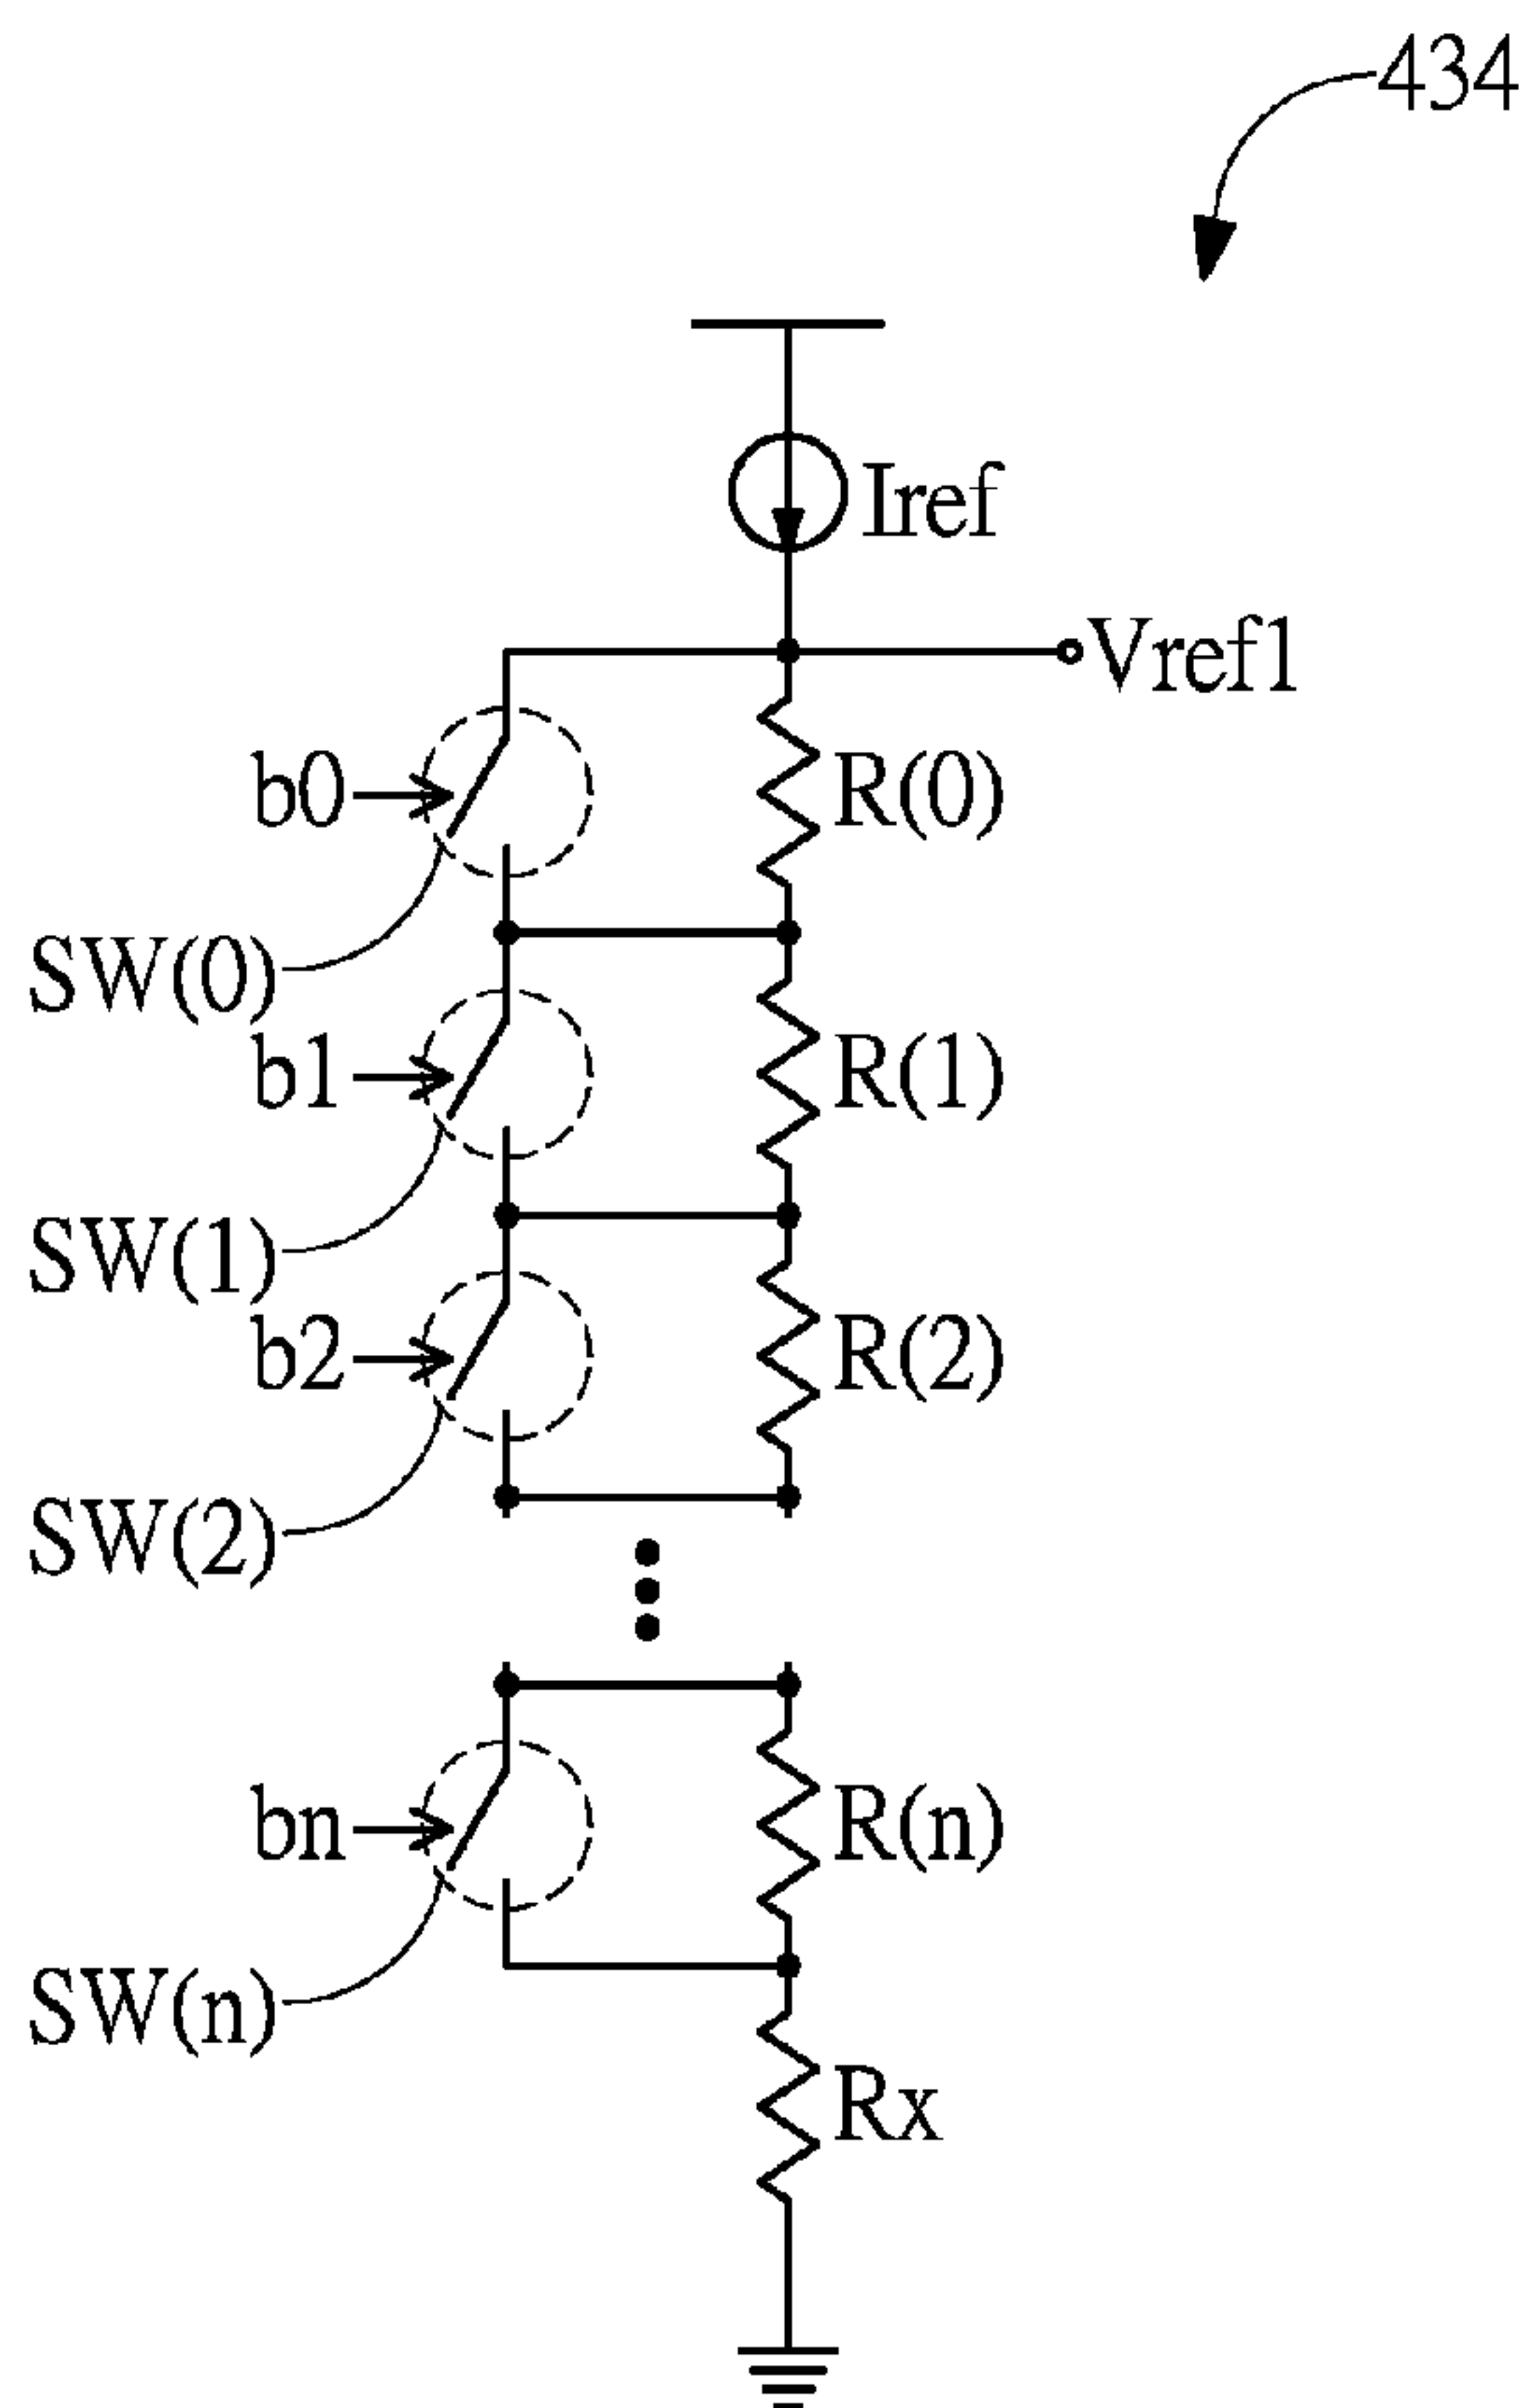 434
Iref
Vref1
b0
R(0)
SW(0)
b1
R(1)
SW(1)
b2
R(2)
SW(2)
bn
R(n)
SW(n)
Rx